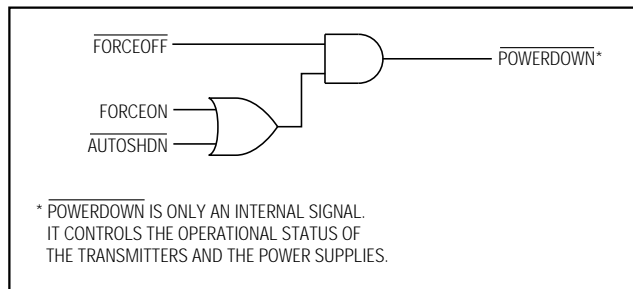 FORCEOFF
POWERDOWN*
FORCEON
AUTOSHDN
* POWERDOWN IS ONLY AN INTERNAL SIGNAL.
IT CONTROLS THE OPERATIONAL STATUS OF
THE TRANSMITTERS AND THE POWER SUPPLIES.